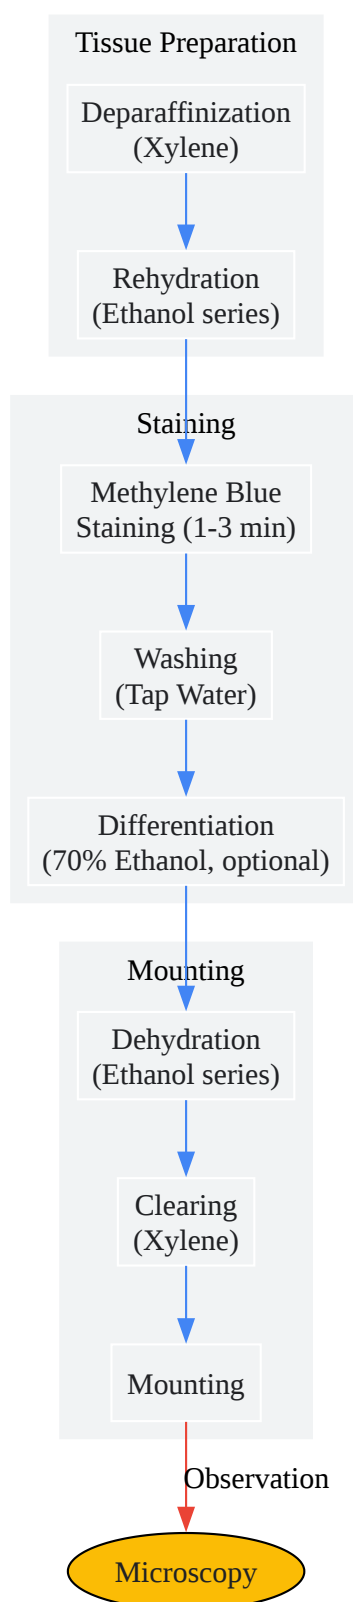 Tissue Preparation
Deparaffinization
(Xylene)
Rehydration
(Ethanol series)
Staining
Methylene Blue
Staining (1-3 min)
Washing
(Tap Water)
Differentiation
(70% Ethanol, optional)
Mounting
Dehydration
(Ethanol series)
Clearing
(Xylene)
Mounting
Observation
Microscopy